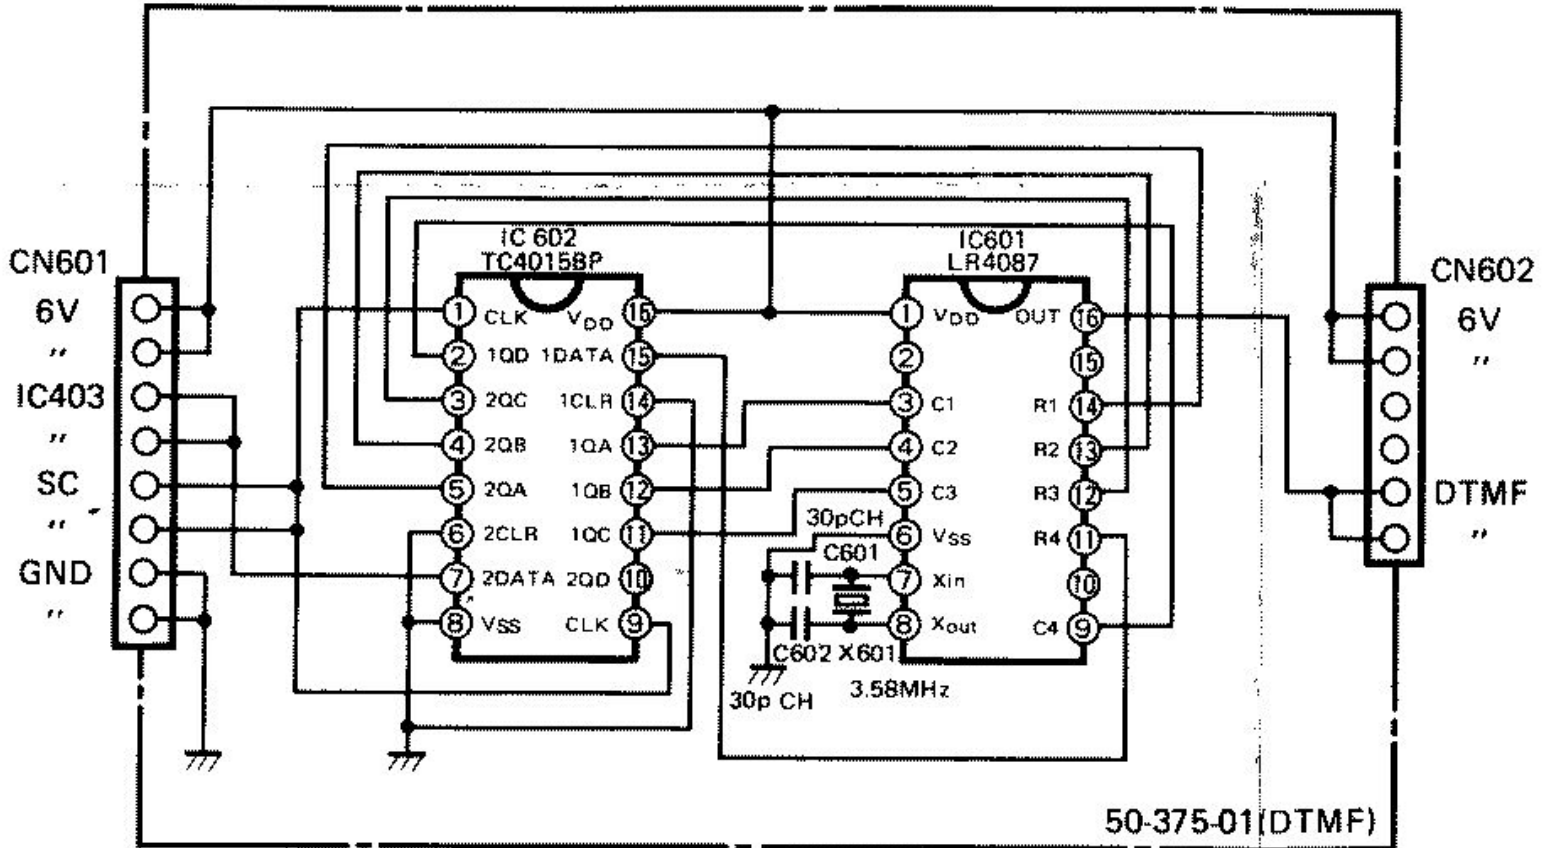 CN601
6V
"
IC403
"
SC
"
GND
"
IC 602
TC4015BP
1 CLK VDD 16
2 1QD 1DATA 15
3 2QC 1CLR 14
4 2QB 1QA 13
5 2QA 1QB 12
6 2CLR 1QC 11
7 2DATA 2QD 10
8 VSS CLK 9
IC601
LR4087
1 VDD OUT 16
2 15
3 C1 R1 14
4 C2 R2 13
5 C3 R3 12
6 VSS R4 11
7 Xin 10
8 Xout C4 9
30pCH
C601
C602 X601
30p CH
3.58MHz
CN602
6V
"
DTMF
"
50-375-01(DTMF)